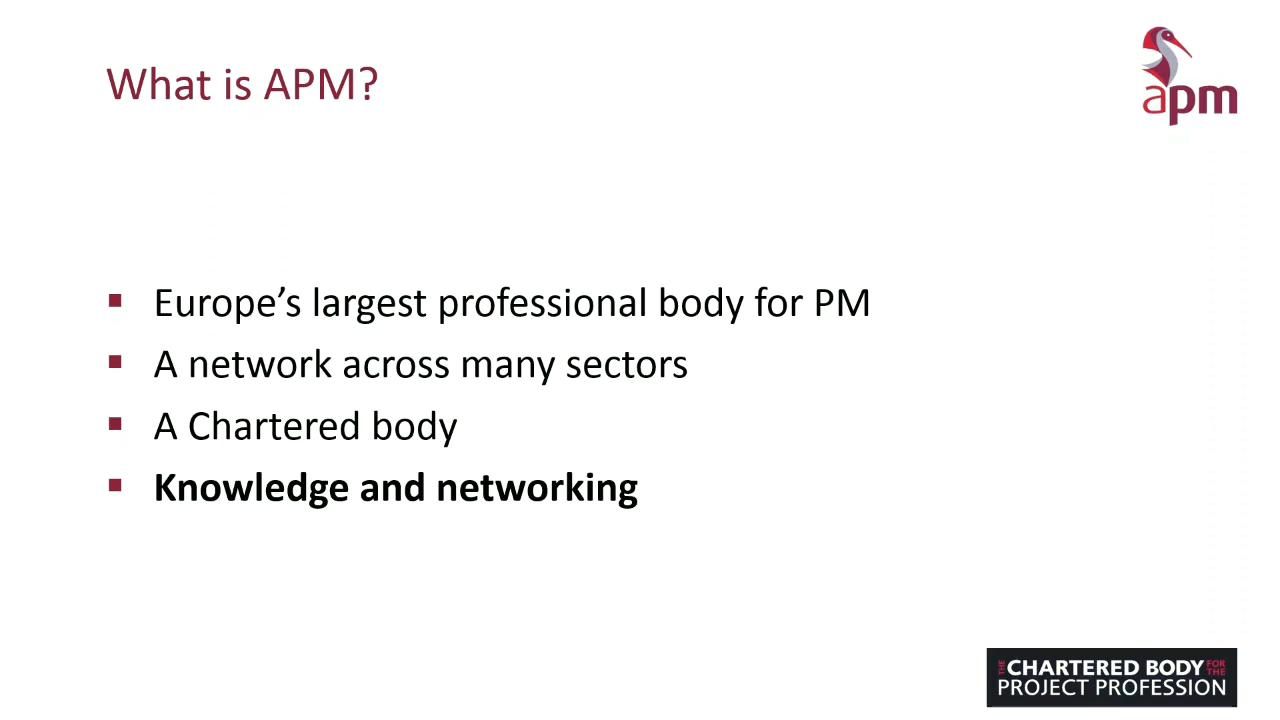 What is APM?
apm
▪ Europe’s largest professional body for PM
▪ A network across many sectors
▪ A Chartered body
▪ Knowledge and networking
THE CHARTERED BODY FOR THE
PROJECT PROFESSION